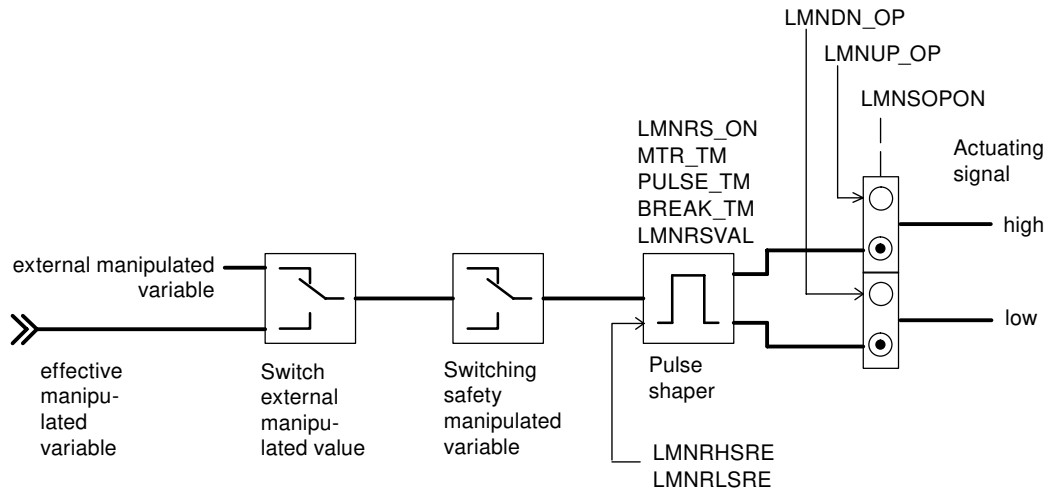 LMNDN_OP
LMNUP_OP
LMNSOPON
LMNRS_ON
MTR_TM
PULSE_TM
BREAK_TM
LMNRSVAL
Actuating
signal
high
low
external manipulated
variable
effective
manipu-
lated
variable
Switch
external
manipu-
lated value
Switching
safety
manipulated
variable
Pulse
shaper
LMNRHSRE
LMNRLSRE